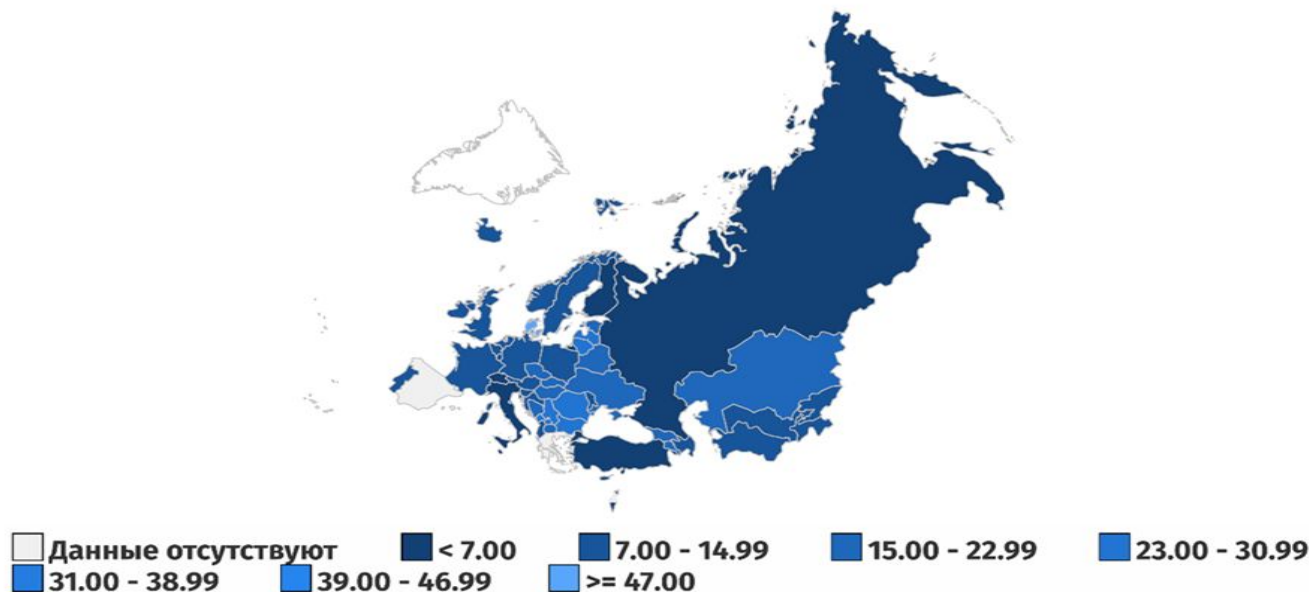 Данные отсутствуют < 7.00 7.00 - 14.99 15.00 - 22.99 23.00 - 30.99
31.00 - 38.99 39.00 - 46.99 >= 47.00